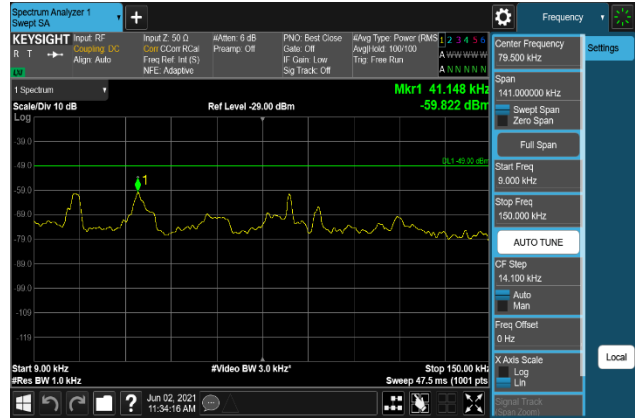 Spectrum Analyzer 1
Swept SA
+
Frequency
KEYSIGHT
R T
Input: RF
Coupling: DC
Align: Auto
Input Z: 50 Ω
Corr CCorr RCal
Freq Ref: Int (S)
NFE: Adaptive
#Atten: 6 dB
Preamp: Off
PNO: Best Close
Gate: Off
IF Gain: Low
Sig Track: Off
#Avg Type: Power (RMS
Avg|Hold: 100/100
Trig: Free Run
1 2 3 4 5 6
A W W W W W
A N N N N N
1 Spectrum
Scale/Div 10 dB
Log
Ref Level -29.00 dBm
Mkr1 41.148 kHz
-59.822 dBm
-39.0
-49.0
-59.0
-69.0
-79.0
-89.0
-99.0
-109
-119
DL1 -49.00 dBm
1
Start 9.00 kHz
#Res BW 1.0 kHz
#Video BW 3.0 kHz*
Stop 150.00 kHz
Sweep 47.5 ms (1001 pts
Center Frequency
79.500 kHz
Settings
Span
141.000000 kHz
Swept Span
Zero Span
Full Span
Start Freq
9.000 kHz
Stop Freq
150.000 kHz
AUTO TUNE
CF Step
14.100 kHz
Auto
Man
Freq Offset
0 Hz
X Axis Scale
Log
Lin
Local
Signal Track
(Span Zoom)
?
Jun 02, 2021
11:34:16 AM